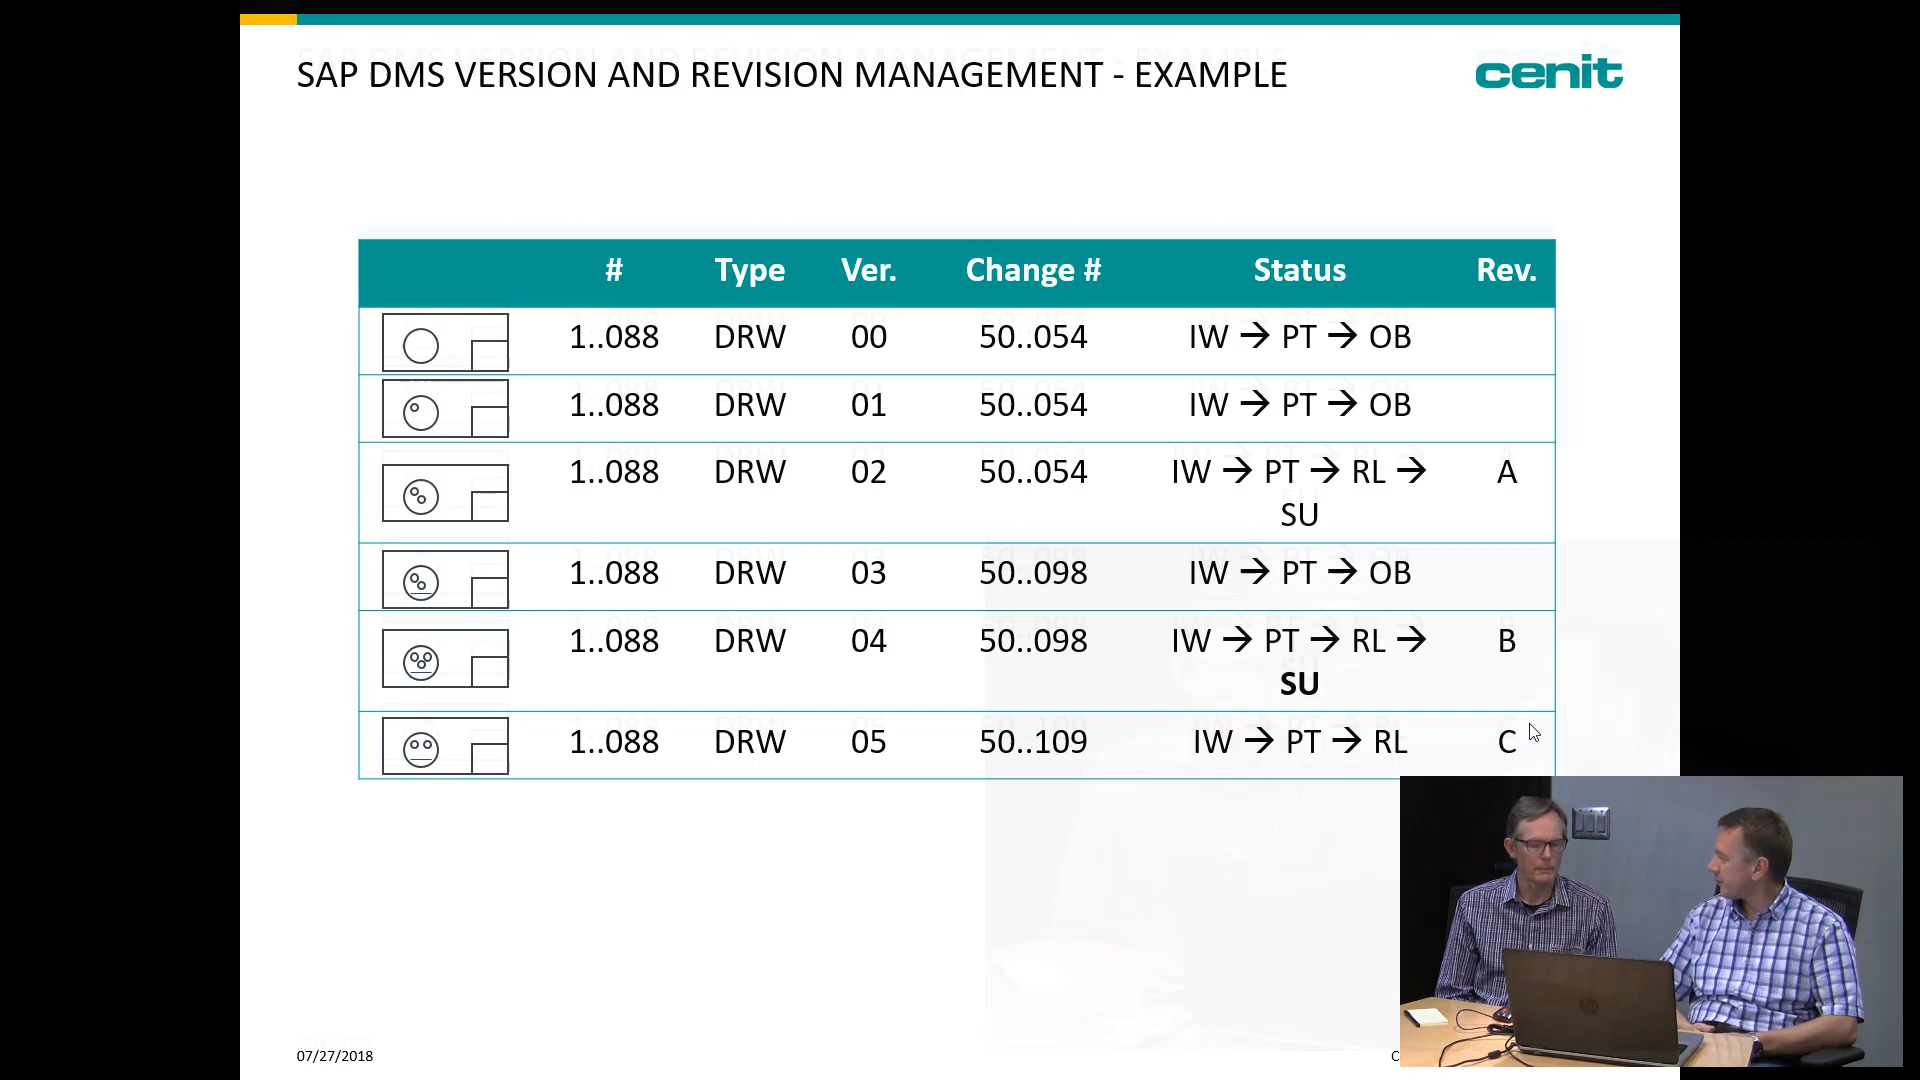 SAP DMS VERSION AND REVISION MANAGEMENT - EXAMPLE
cenit
# Type Ver. Change # Status Rev.
1..088 DRW 00 50..054 IW → PT → OB
1..088 DRW 01 50..054 IW → PT → OB
1..088 DRW 02 50..054 IW → PT → RL → A
SU
1..088 DRW 03 50..098 IW → PT → OB
1..088 DRW 04 50..098 IW → PT → RL → B
SU
1..088 DRW 05 50..109 IW → PT → RL C
07/27/2018